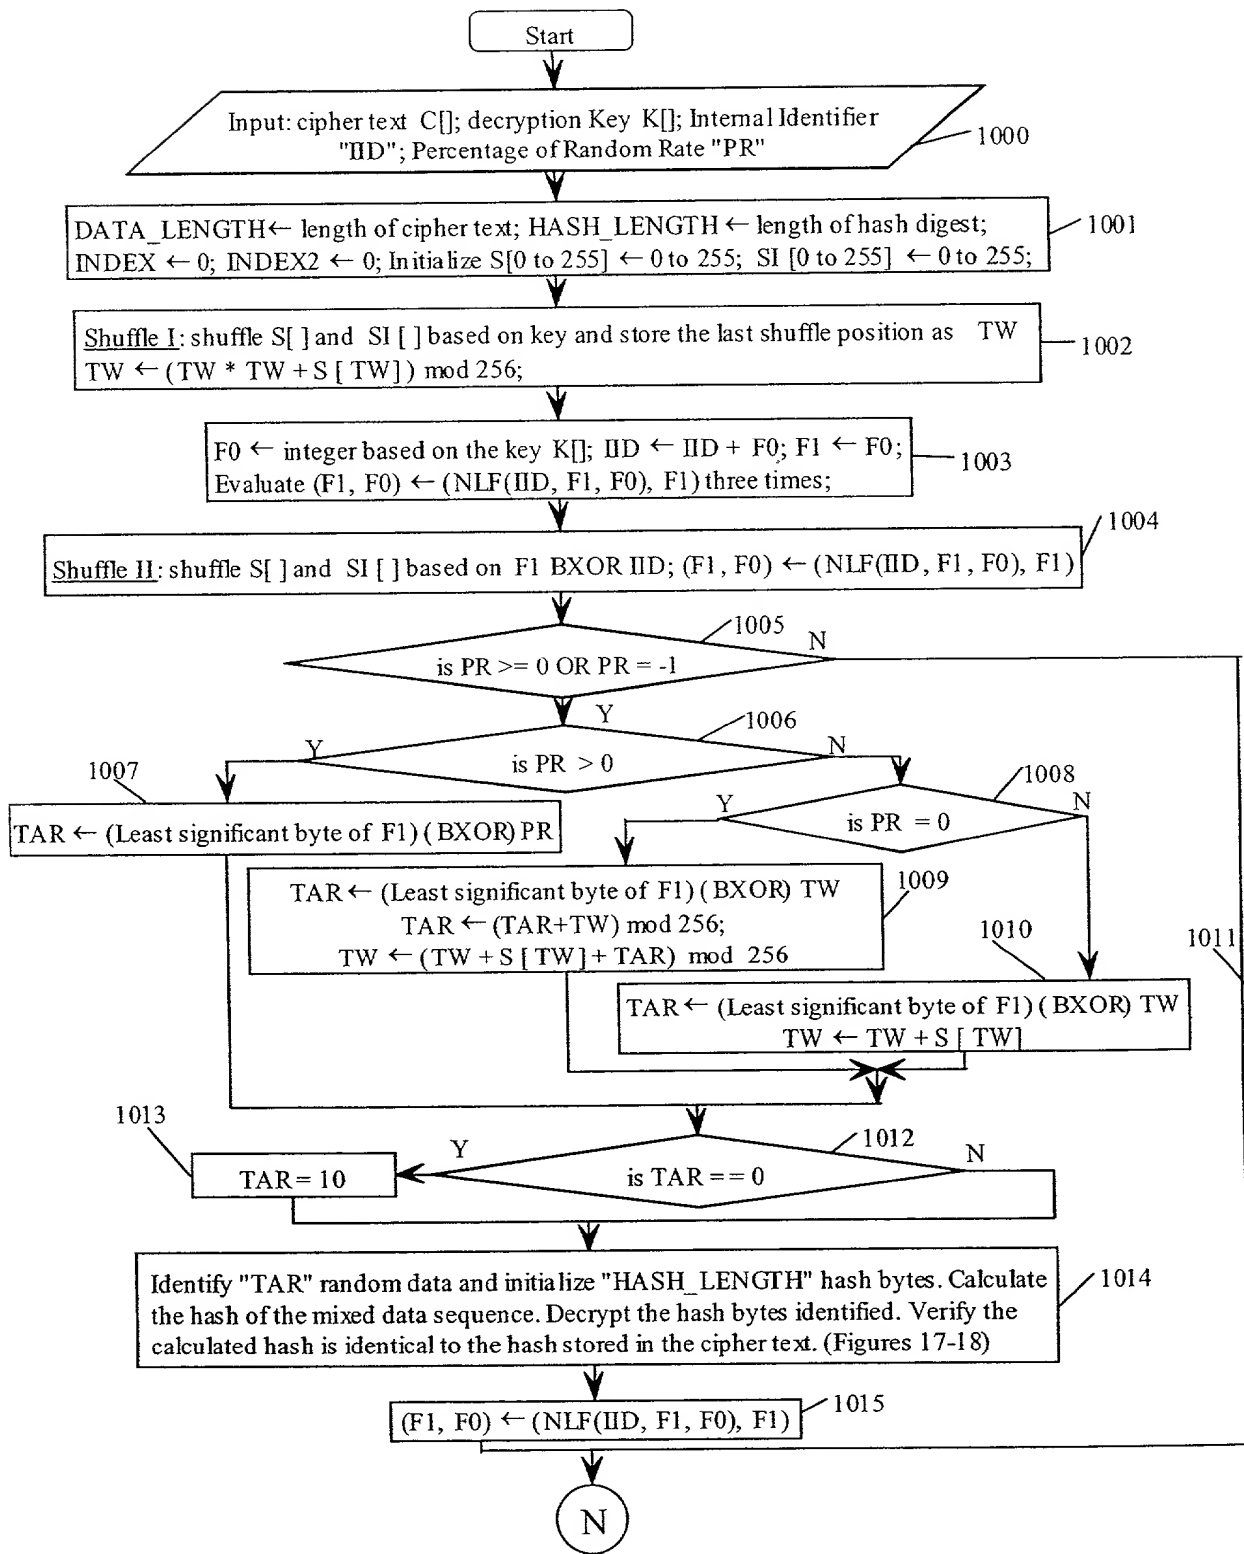 Start
Input: cipher text C[]; decryption Key K[]; Internal Identifier
"IID"; Percentage of Random Rate "PR"
1000
DATA_LENGTH← length of cipher text; HASH_LENGTH ← length of hash digest;
INDEX ← 0; INDEX2 ← 0; Initialize S[0 to 255] ← 0 to 255; SI [0 to 255] ← 0 to 255;
1001
Shuffle I: shuffle S[ ] and SI [ ] based on key and store the last shuffle position as TW
TW ← (TW * TW + S [ TW]) mod 256;
1002
F0 ← integer based on the key K[]; IID ← IID + F0; F1 ← F0;
Evaluate (F1, F0) ← (NLF(IID, F1, F0), F1) three times;
1003
1004
Shuffle II: shuffle S[ ] and SI [ ] based on F1 BXOR IID; (F1, F0) ← (NLF(IID, F1, F0), F1)
1005
N
is PR >= 0 OR PR = -1
Y
1006
Y
N
is PR > 0
1007
1008
TAR ← (Least significant byte of F1) (BXOR) PR
Y
N
is PR = 0
1009
TAR ← (Least significant byte of F1) (BXOR) TW
TAR ← (TAR+TW) mod 256;
TW ← (TW + S [ TW] + TAR) mod 256
1010
1011
TAR ← (Least significant byte of F1) (BXOR) TW
TW ← TW + S [ TW]
1013
1012
Y
N
TAR = 10
is TAR = = 0
Identify "TAR" random data and initialize "HASH_LENGTH" hash bytes. Calculate
the hash of the mixed data sequence. Decrypt the hash bytes identified. Verify the
calculated hash is identical to the hash stored in the cipher text. (Figures 17-18)
1014
(F1, F0) ← (NLF(IID, F1, F0), F1)
1015
N